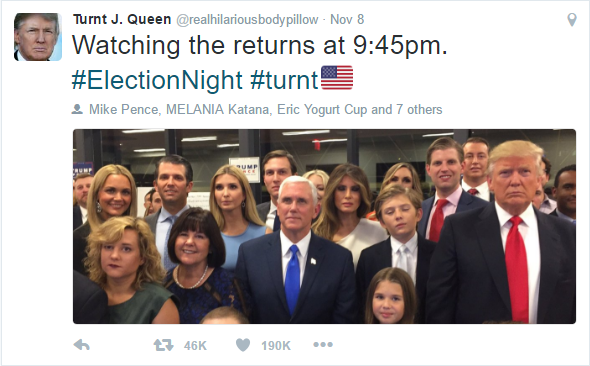 Turnt J. Queen @realhilariousbodypillow · Nov 8
Watching the returns at 9:45pm.
#ElectionNight #turnt🇺🇸
Mike Pence, MELANIA Katana, Eric Yogurt Cup and 7 others
RUMP
46K 190K